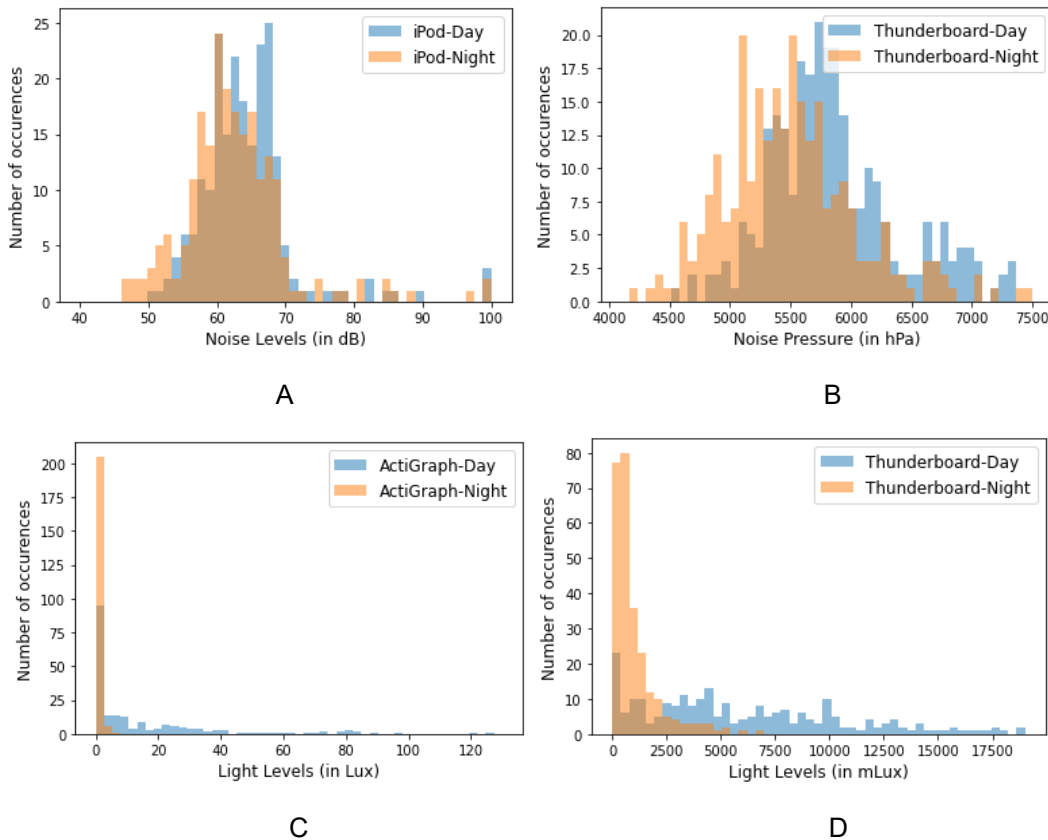 25
20
15
10
5
0
Number of occurences
iPod-Day
iPod-Night
40 50 60 70 80 90 100
Noise Levels (in dB)
A
20.0
17.5
15.0
12.5
10.0
7.5
5.0
2.5
0.0
Number of occurences
Thunderboard-Day
Thunderboard-Night
4000 4500 5000 5500 6000 6500 7000 7500
Noise Pressure (in hPa)
B
200
175
150
125
100
75
50
25
0
Number of occurences
ActiGraph-Day
ActiGraph-Night
0 20 40 60 80 100 120
Light Levels (in Lux)
C
80
70
60
50
40
30
20
10
0
Number of occurences
Thunderboard-Day
Thunderboard-Night
0 2500 5000 7500 10000 12500 15000 17500
Light Levels (in mLux)
D